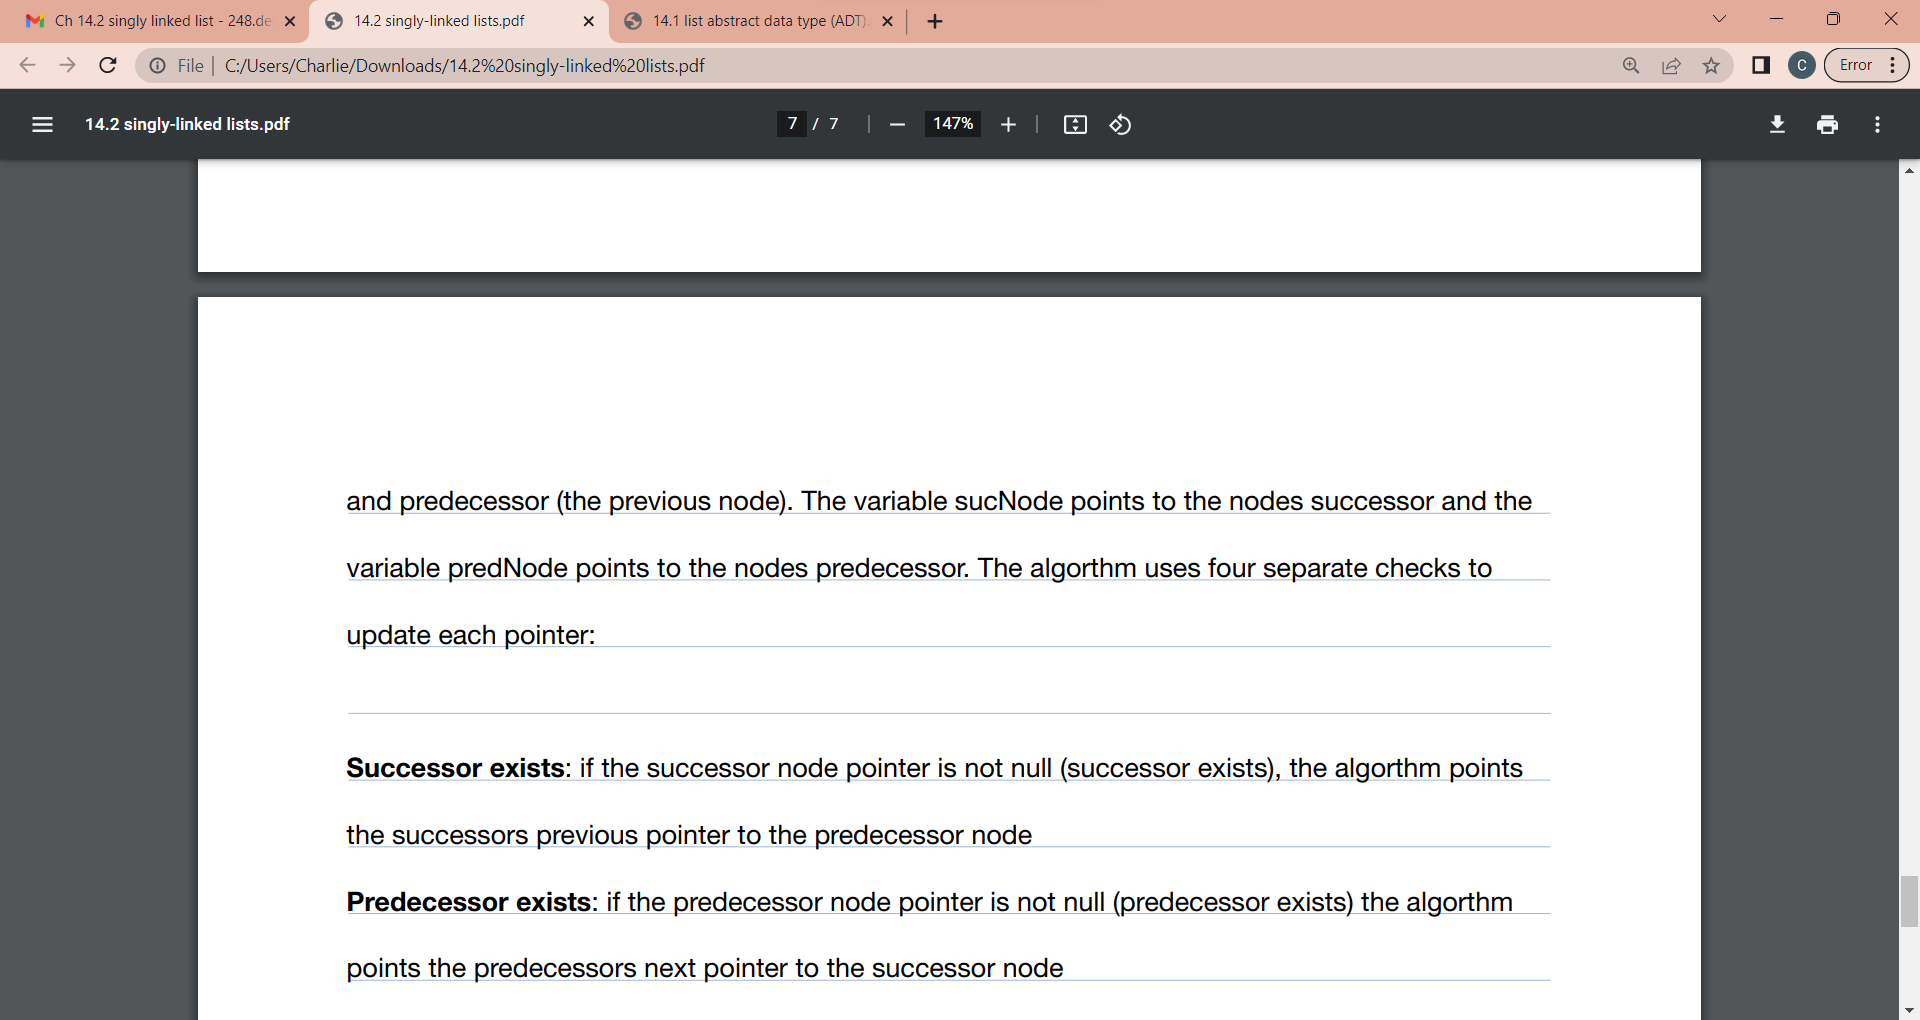 Ch 14.2 singly linked list - 248.de
14.2 singly-linked lists.pdf
14.1 list abstract data type (ADT).
File
C:/Users/Charlie/Downloads/14.2%20singly-linked%20lists.pdf
C
Error
14.2 singly-linked lists.pdf
7 / 7
147%
and predecessor (the previous node). The variable sucNode points to the nodes successor and the
variable predNode points to the nodes predecessor. The algorthm uses four separate checks to
update each pointer:
Successor exists: if the successor node pointer is not null (successor exists), the algorthm points
the successors previous pointer to the predecessor node
Predecessor exists: if the predecessor node pointer is not null (predecessor exists) the algorthm
points the predecessors next pointer to the successor node